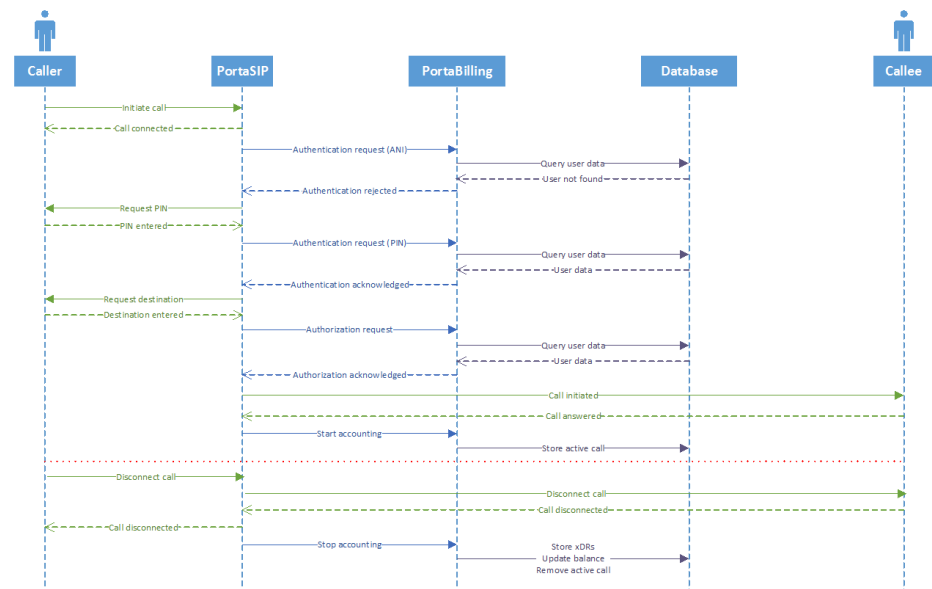 Caller
PortaSIP
PortaBilling
Database
Callee
Initiate call
Call connected
Authentication request (ANI)
Query user data
User not found
Authentication rejected
Request PIN
PIN entered
Authentication request (PIN)
Query user data
User data
Authentication acknowledged
Request destination
Destination entered
Authorization request
Query user data
User data
Authorization acknowledged
Call initiated
Call answered
Start accounting
Store active call
Disconnect call
Disconnect call
Call disconnected
Call disconnected
Stop accounting
Store xDRs
Update balance
Remove active call